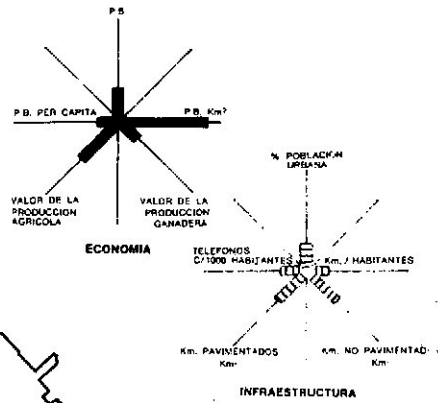 P B
P.B. PER CAPITA
P.B. Km²
VALOR DE LA
PRODUCCION
AGRICOLA
VALOR DE LA
PRODUCCION
GANADERA
ECONOMIA
% POBLACION
URBANA
TELEFONOS
C/1000 HABITANTES
Km. / HABITANTES
Km. PAVIMENTADOS
Km²
Km. NO PAVIMENTAD
Km²
INFRAESTRUCTURA